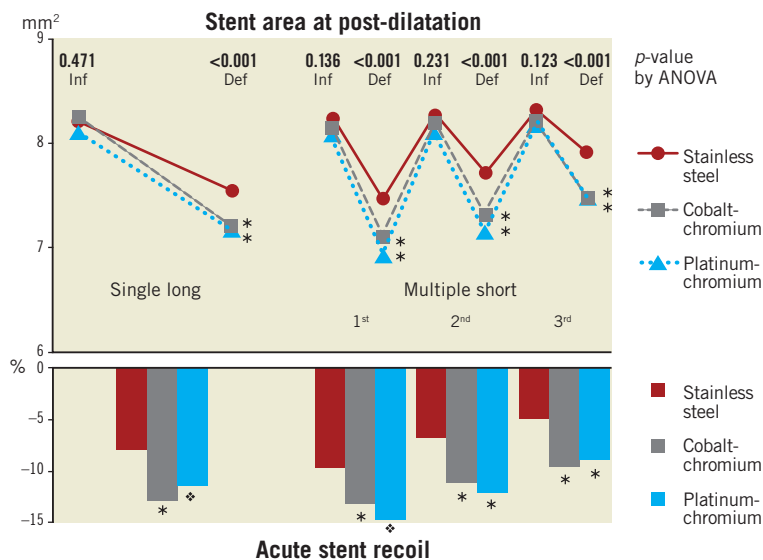 Stent area at post-dilatation
mm²
9
8
7
6
0.471 <0.001 0.136 <0.001 0.231 <0.001 0.123 <0.001
Inf Def Inf Def Inf Def Inf Def
p-value
by ANOVA
Stainless
steel
Cobalt-
chromium
Platinum-
chromium
* * * * * * * *
Single long Multiple short
1st 2nd 3rd
%
0
–5
–10
–15
* ❖ * ❖ * * * *
Stainless
steel
Cobalt-
chromium
Platinum-
chromium
Acute stent recoil